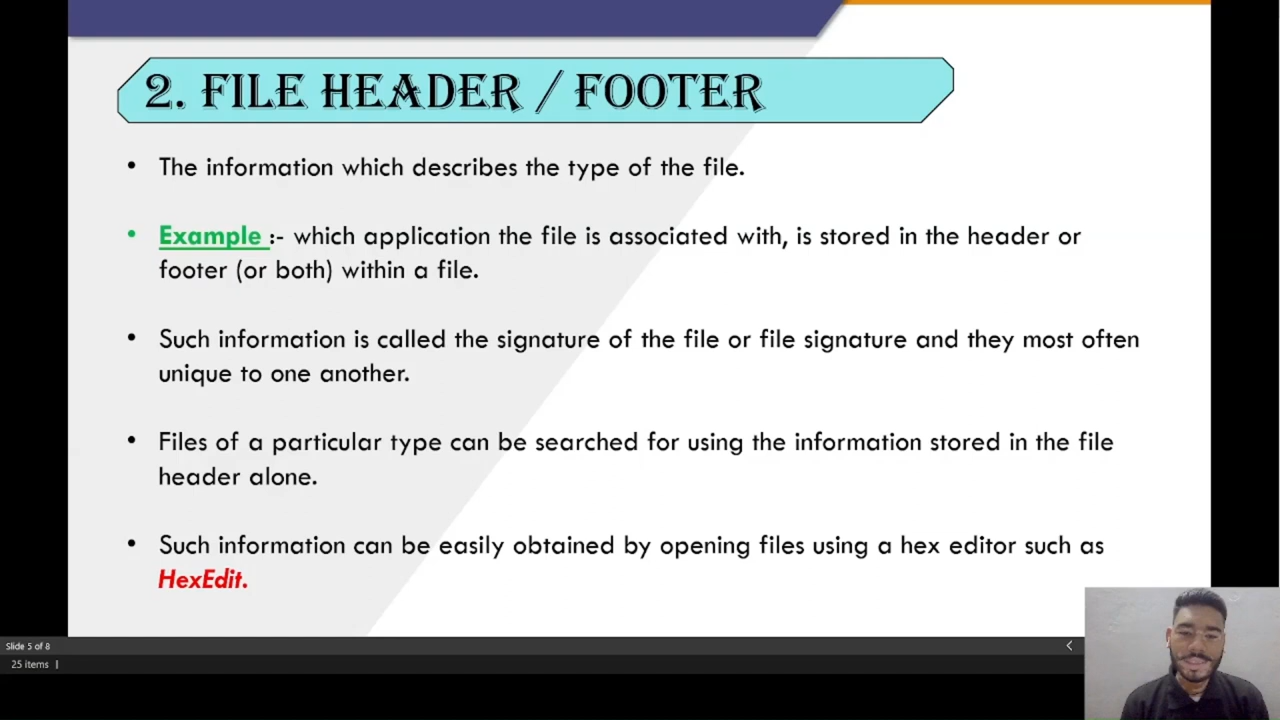 2. FILE HEADER / FOOTER
• The information which describes the type of the file.
• Example :- which application the file is associated with, is stored in the header or
footer (or both) within a file.
• Such information is called the signature of the file or file signature and they most often
unique to one another.
• Files of a particular type can be searched for using the information stored in the file
header alone.
• Such information can be easily obtained by opening files using a hex editor such as
HexEdit.
Slide 5 of 8
25 items